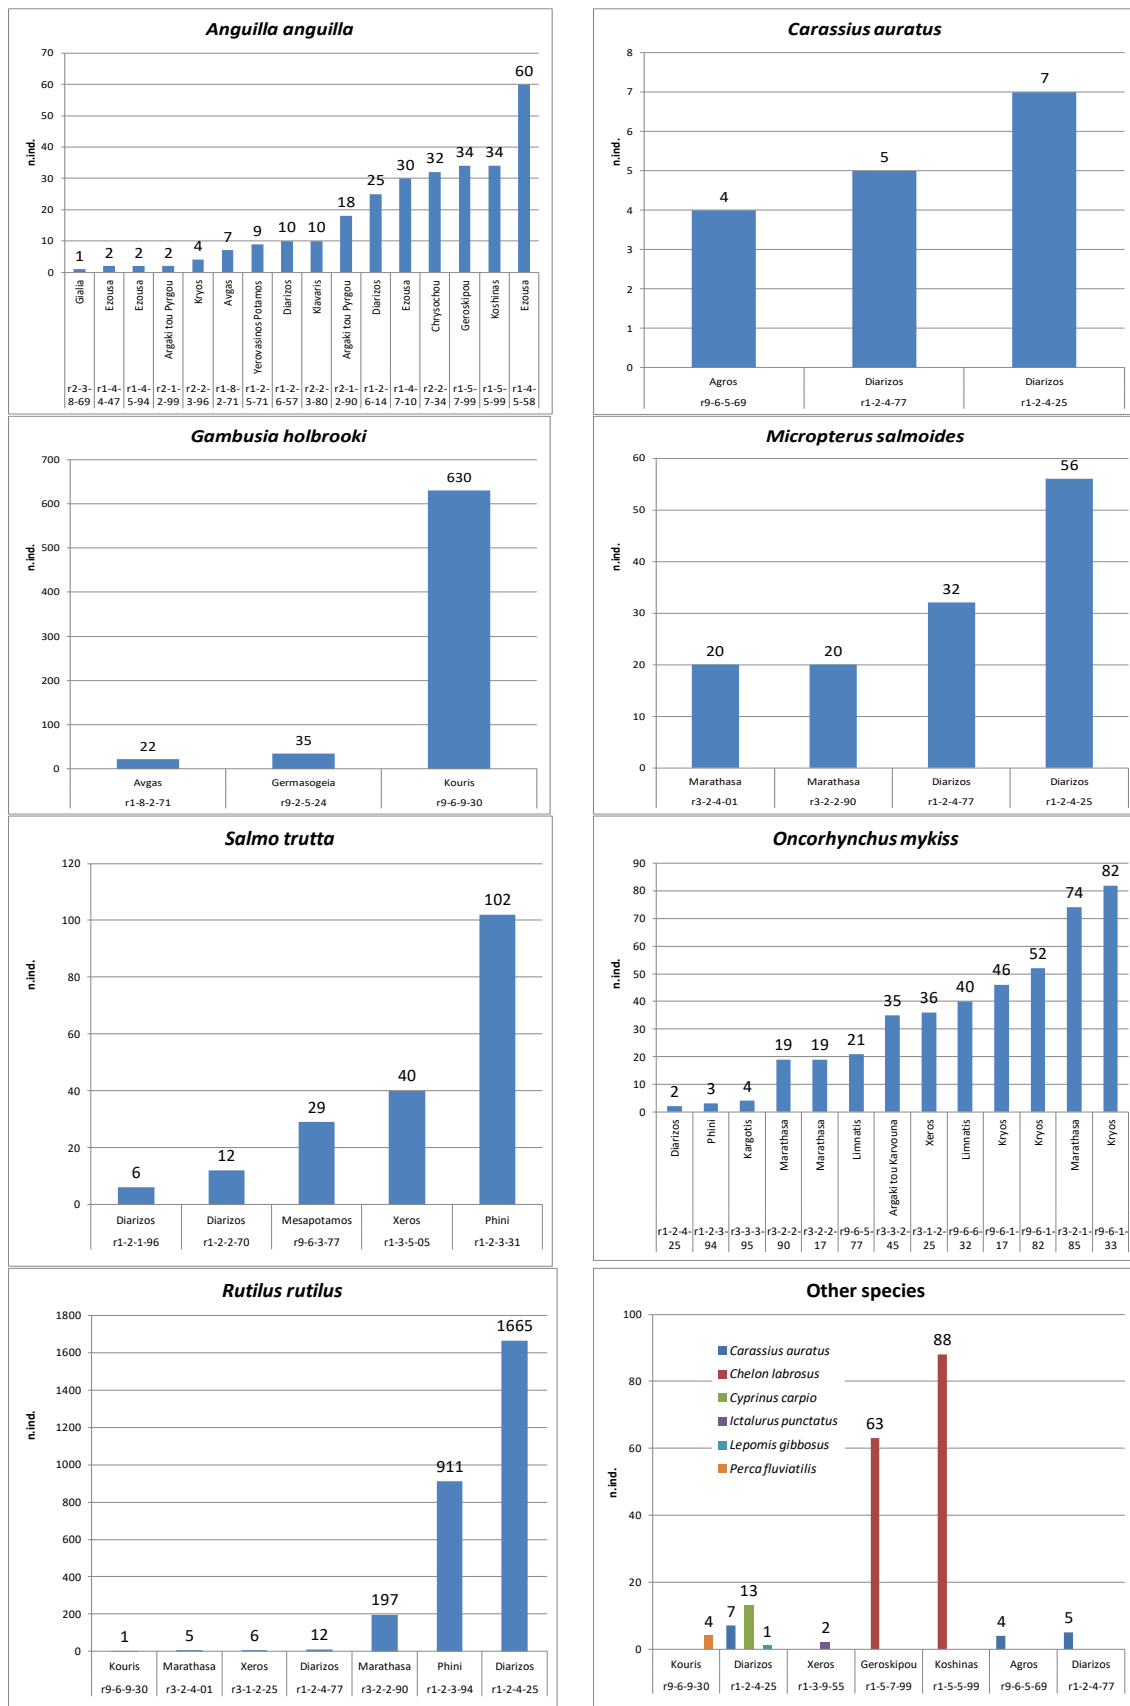 Anguilla anguilla
n.ind.
70
60
50
40
30
20
10
0
1 2 2 2 4 7 9 10 10 18 25 30 32 34 34 60
Gialia Ezousa Ezousa Argaki tou Pyrgou Kryos Avgas Yerovasinos Potamos Diarizos Klavaris Argaki tou Pyrgou Diarizos Ezousa Chrysochou Geroskipou Koshinas Ezousa
r2-3- r1-4- r1-4- r2-1- r2-2- r1-8- r1-2- r1-2- r2-2- r2-1- r1-2- r1-4- r2-2- r1-5- r1-5- r1-4-
8-69 4-47 5-94 2-99 3-96 2-71 5-71 6-57 3-80 2-90 6-14 7-10 7-34 7-99 5-99 5-58
Carassius auratus
n.ind.
8
7
6
5
4
3
2
1
0
4 5 7
Agros Diarizos Diarizos
r9-6-5-69 r1-2-4-77 r1-2-4-25
Gambusia holbrooki
n.ind.
700
600
500
400
300
200
100
0
22 35 630
Avgas Germasogeia Kouris
r1-8-2-71 r9-2-5-24 r9-6-9-30
Micropterus salmoides
n.ind.
60
50
40
30
20
10
0
20 20 32 56
Marathasa Marathasa Diarizos Diarizos
r3-2-4-01 r3-2-2-90 r1-2-4-77 r1-2-4-25
Salmo trutta
n.ind.
120
100
80
60
40
20
0
6 12 29 40 102
Diarizos Diarizos Mesapotamos Xeros Phini
r1-2-1-96 r1-2-2-70 r9-6-3-77 r1-3-5-05 r1-2-3-31
Oncorhynchus mykiss
n.ind.
90
80
70
60
50
40
30
20
10
0
2 3 4 19 19 21 35 36 40 46 52 74 82
Diarizos Phini Kargotis Marathasa Marathasa Limnatis Argaki tou Karvouna Xeros Limnatis Kryos Kryos Marathasa Kryos
r1-2-4- r1-2-3- r3-3-3- r3-2-2- r3-2-2- r9-6-5- r3-3-2- r3-1-2- r9-6-6- r9-6-1- r9-6-1- r3-2-1- r9-6-1-
25 94 95 90 17 77 45 25 32 17 82 85 33
Rutilus rutilus
n.ind.
1800
1600
1400
1200
1000
800
600
400
200
0
1 5 6 12 197 911 1665
Kouris Marathasa Xeros Diarizos Marathasa Phini Diarizos
r9-6-9-30 r3-2-4-01 r3-1-2-25 r1-2-4-77 r3-2-2-90 r1-2-3-94 r1-2-4-25
Other species
n.ind.
100
80
60
40
20
0
Carassius auratus
Chelon labrosus
Cyprinus carpio
Ictalurus punctatus
Lepomis gibbosus
Perca fluviatilis
4 7 13 1 2 63 88 4 5
Kouris Diarizos Xeros Geroskipou Koshinas Agros Diarizos
r9-6-9-30 r1-2-4-25 r1-3-9-55 r1-5-7-99 r1-5-5-99 r9-6-5-69 r1-2-4-77